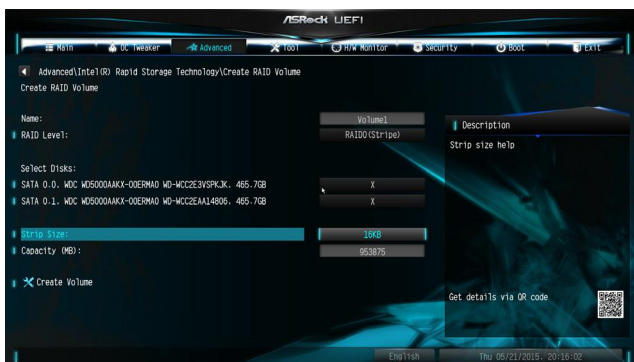 ASRock UEFI
Main OC Tweaker Advanced Tool H/W Monitor Security Boot Exit
Advanced\Intel(R) Rapid Storage Technology\Create RAID Volume
Create RAID Volume
Name: Volume1
RAID Level: RAID0(Stripe)
Select Disks:
SATA 0.0. WDC WD5000AAKX-00ERMA0 WD-WCC2E3VSPKJK. 465.7GB X
SATA 0.1. WDC WD5000AAKX-00ERMA0 WD-WCC2EAA14806. 465.7GB X
Strip Size: 16KB
Capacity (MB): 953875
Create Volume
Description
Strip size help
Get details via QR code
English Thu 05/21/2015. 20:16:02